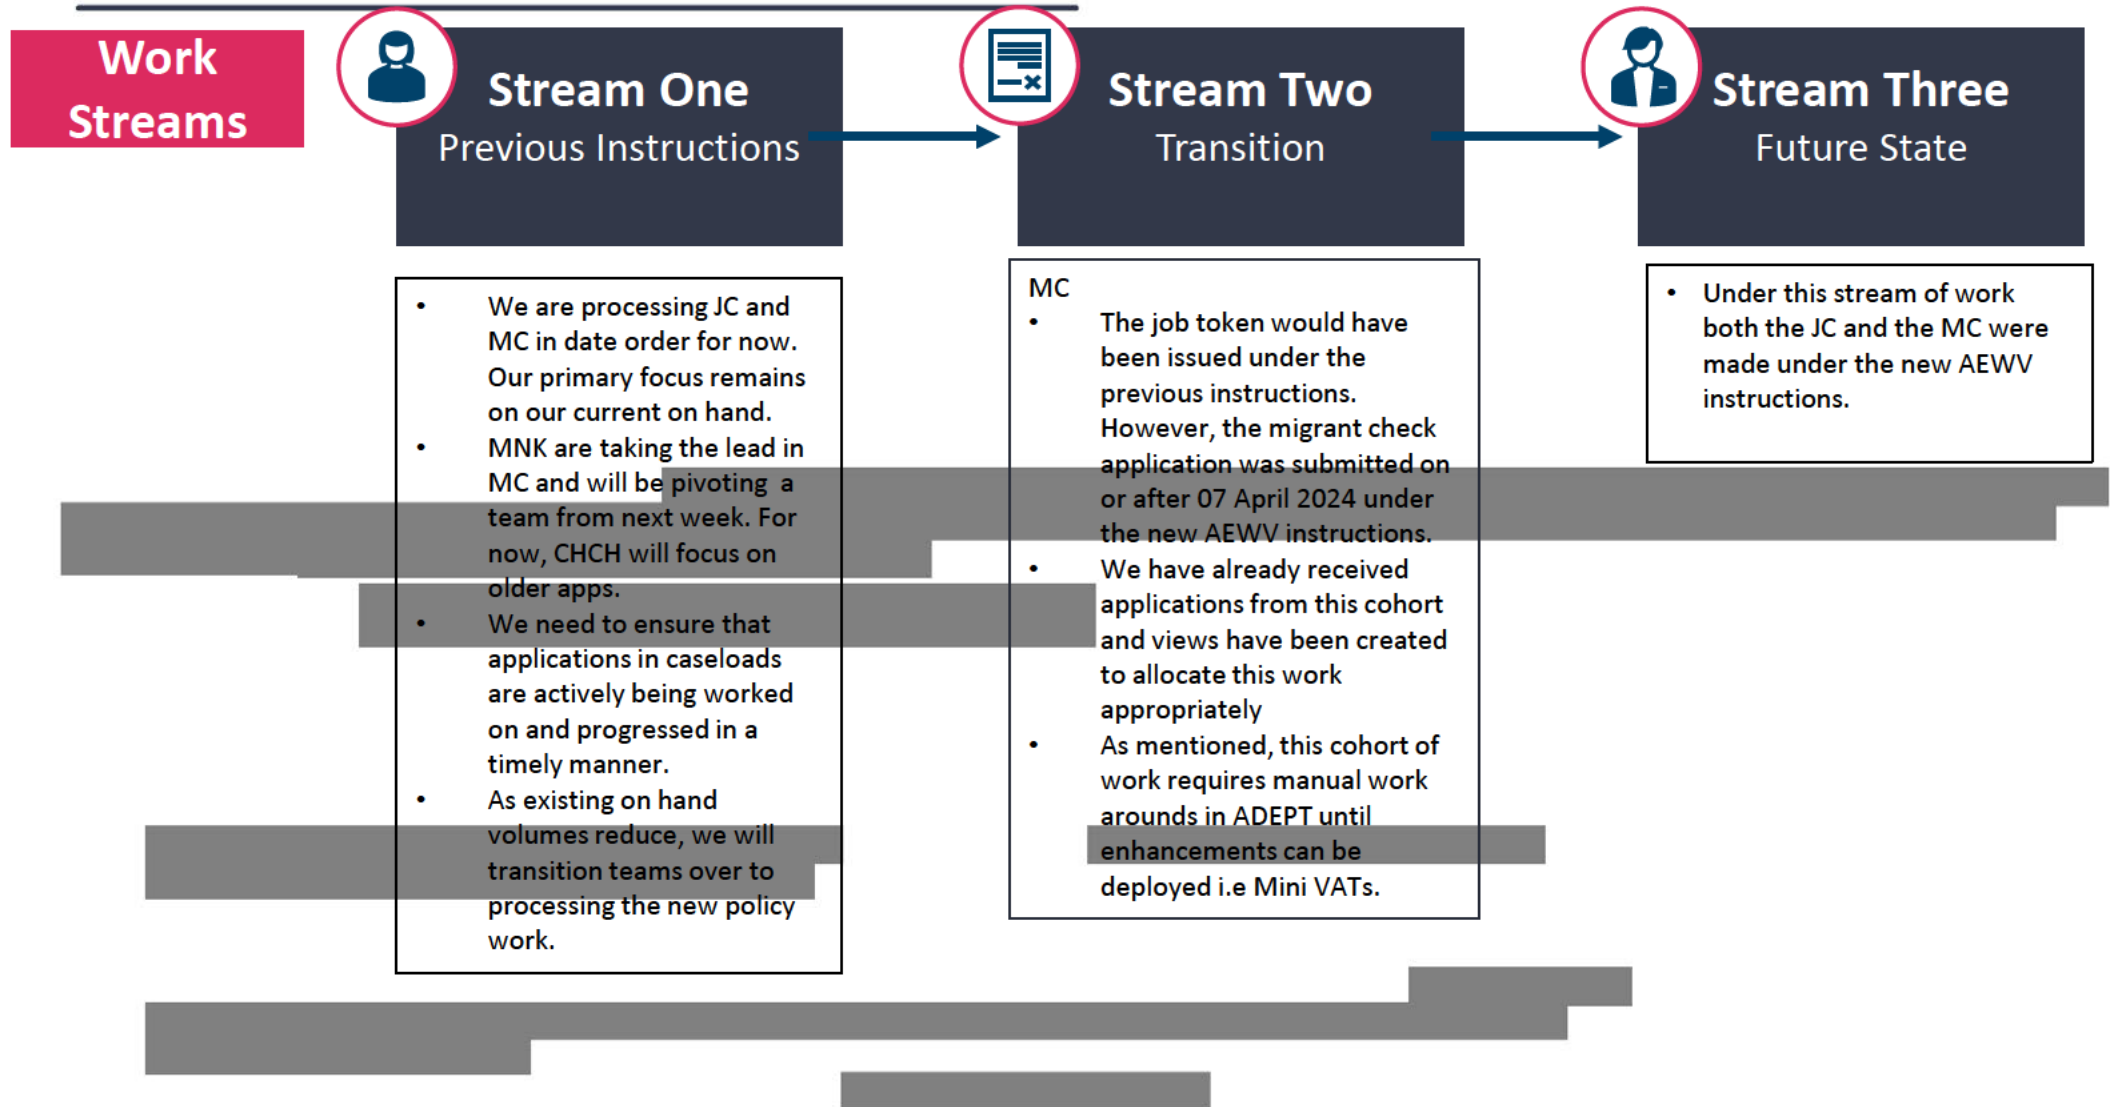 Work
Streams
Stream One
Previous Instructions
Stream Two
Transition
Stream Three
Future State
• We are processing JC and
MC in date order for now.
Our primary focus remains
on our current on hand.
• MNK are taking the lead in
MC and will be pivoting a
team from next week. For
now, CHCH will focus on
older apps.
• We need to ensure that
applications in caseloads
are actively being worked
on and progressed in a
timely manner.
• As existing on hand
volumes reduce, we will
transition teams over to
processing the new policy
work.
MC
• The job token would have
been issued under the
previous instructions.
However, the migrant check
application was submitted on
or after 07 April 2024 under
the new AEWV instructions.
• We have already received
applications from this cohort
and views have been created
to allocate this work
appropriately
• As mentioned, this cohort of
work requires manual work
arounds in ADEPT until
enhancements can be
deployed i.e Mini VATs.
• Under this stream of work
both the JC and the MC were
made under the new AEWV
instructions.